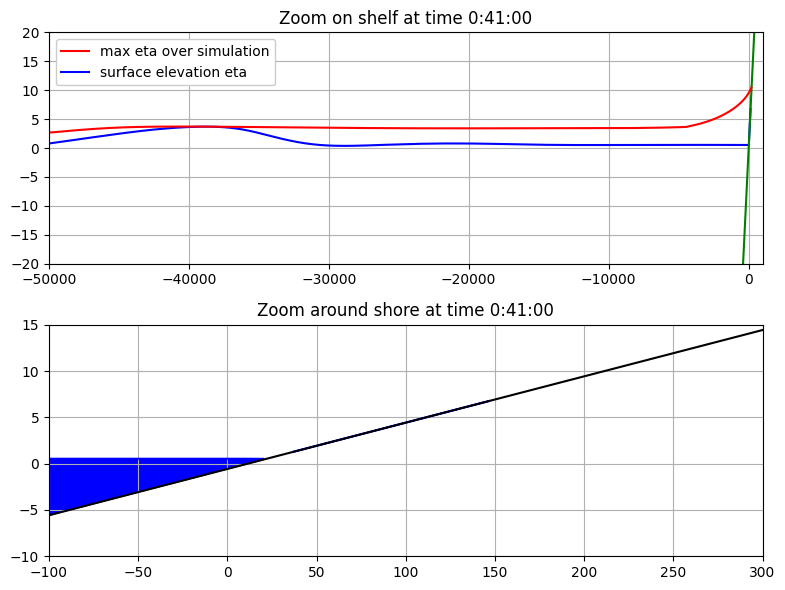 Zoom on shelf at time 0:41:00
20
15
10
5
0
−5
−10
−15
−20
max eta over simulation
surface elevation eta
−50000 −40000 −30000 −20000 −10000 0
Zoom around shore at time 0:41:00
15
10
5
0
−5
−10
−100 −50 0 50 100 150 200 250 300